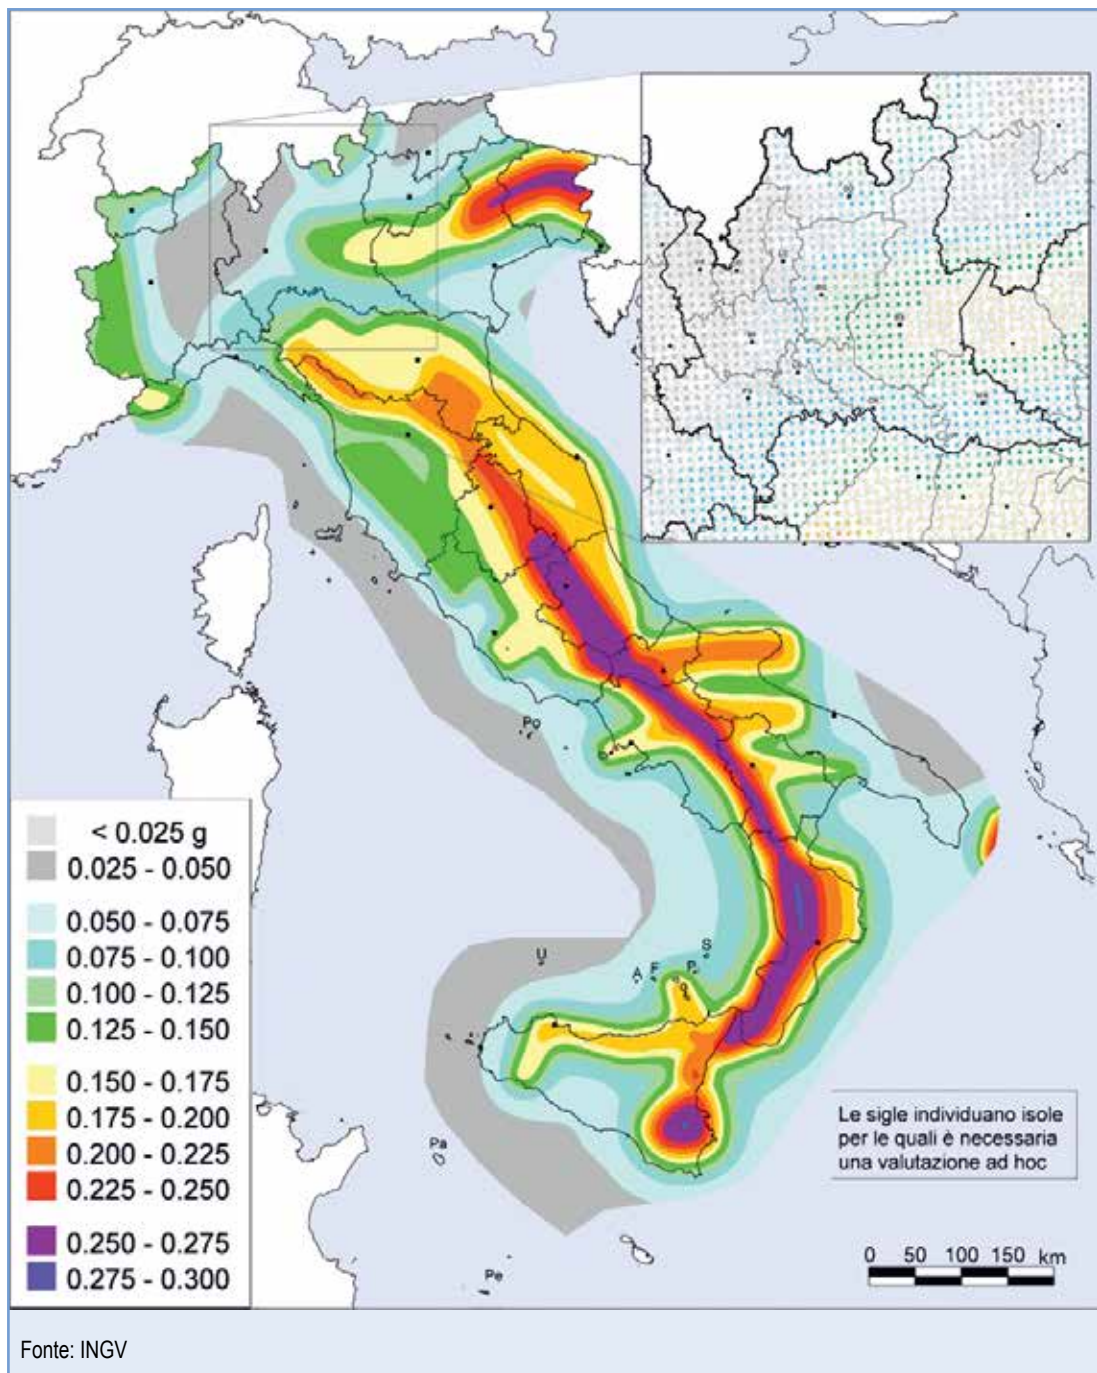 < 0.025 g
0.025 - 0.050
0.050 - 0.075
0.075 - 0.100
0.100 - 0.125
0.125 - 0.150
0.150 - 0.175
0.175 - 0.200
0.200 - 0.225
0.225 - 0.250
0.250 - 0.275
0.275 - 0.300
Po
U
A
F
P
S
Pa
Pe
Le sigle individuano isole
per le quali è necessaria
una valutazione ad hoc
0 50 100 150 km
Fonte: INGV